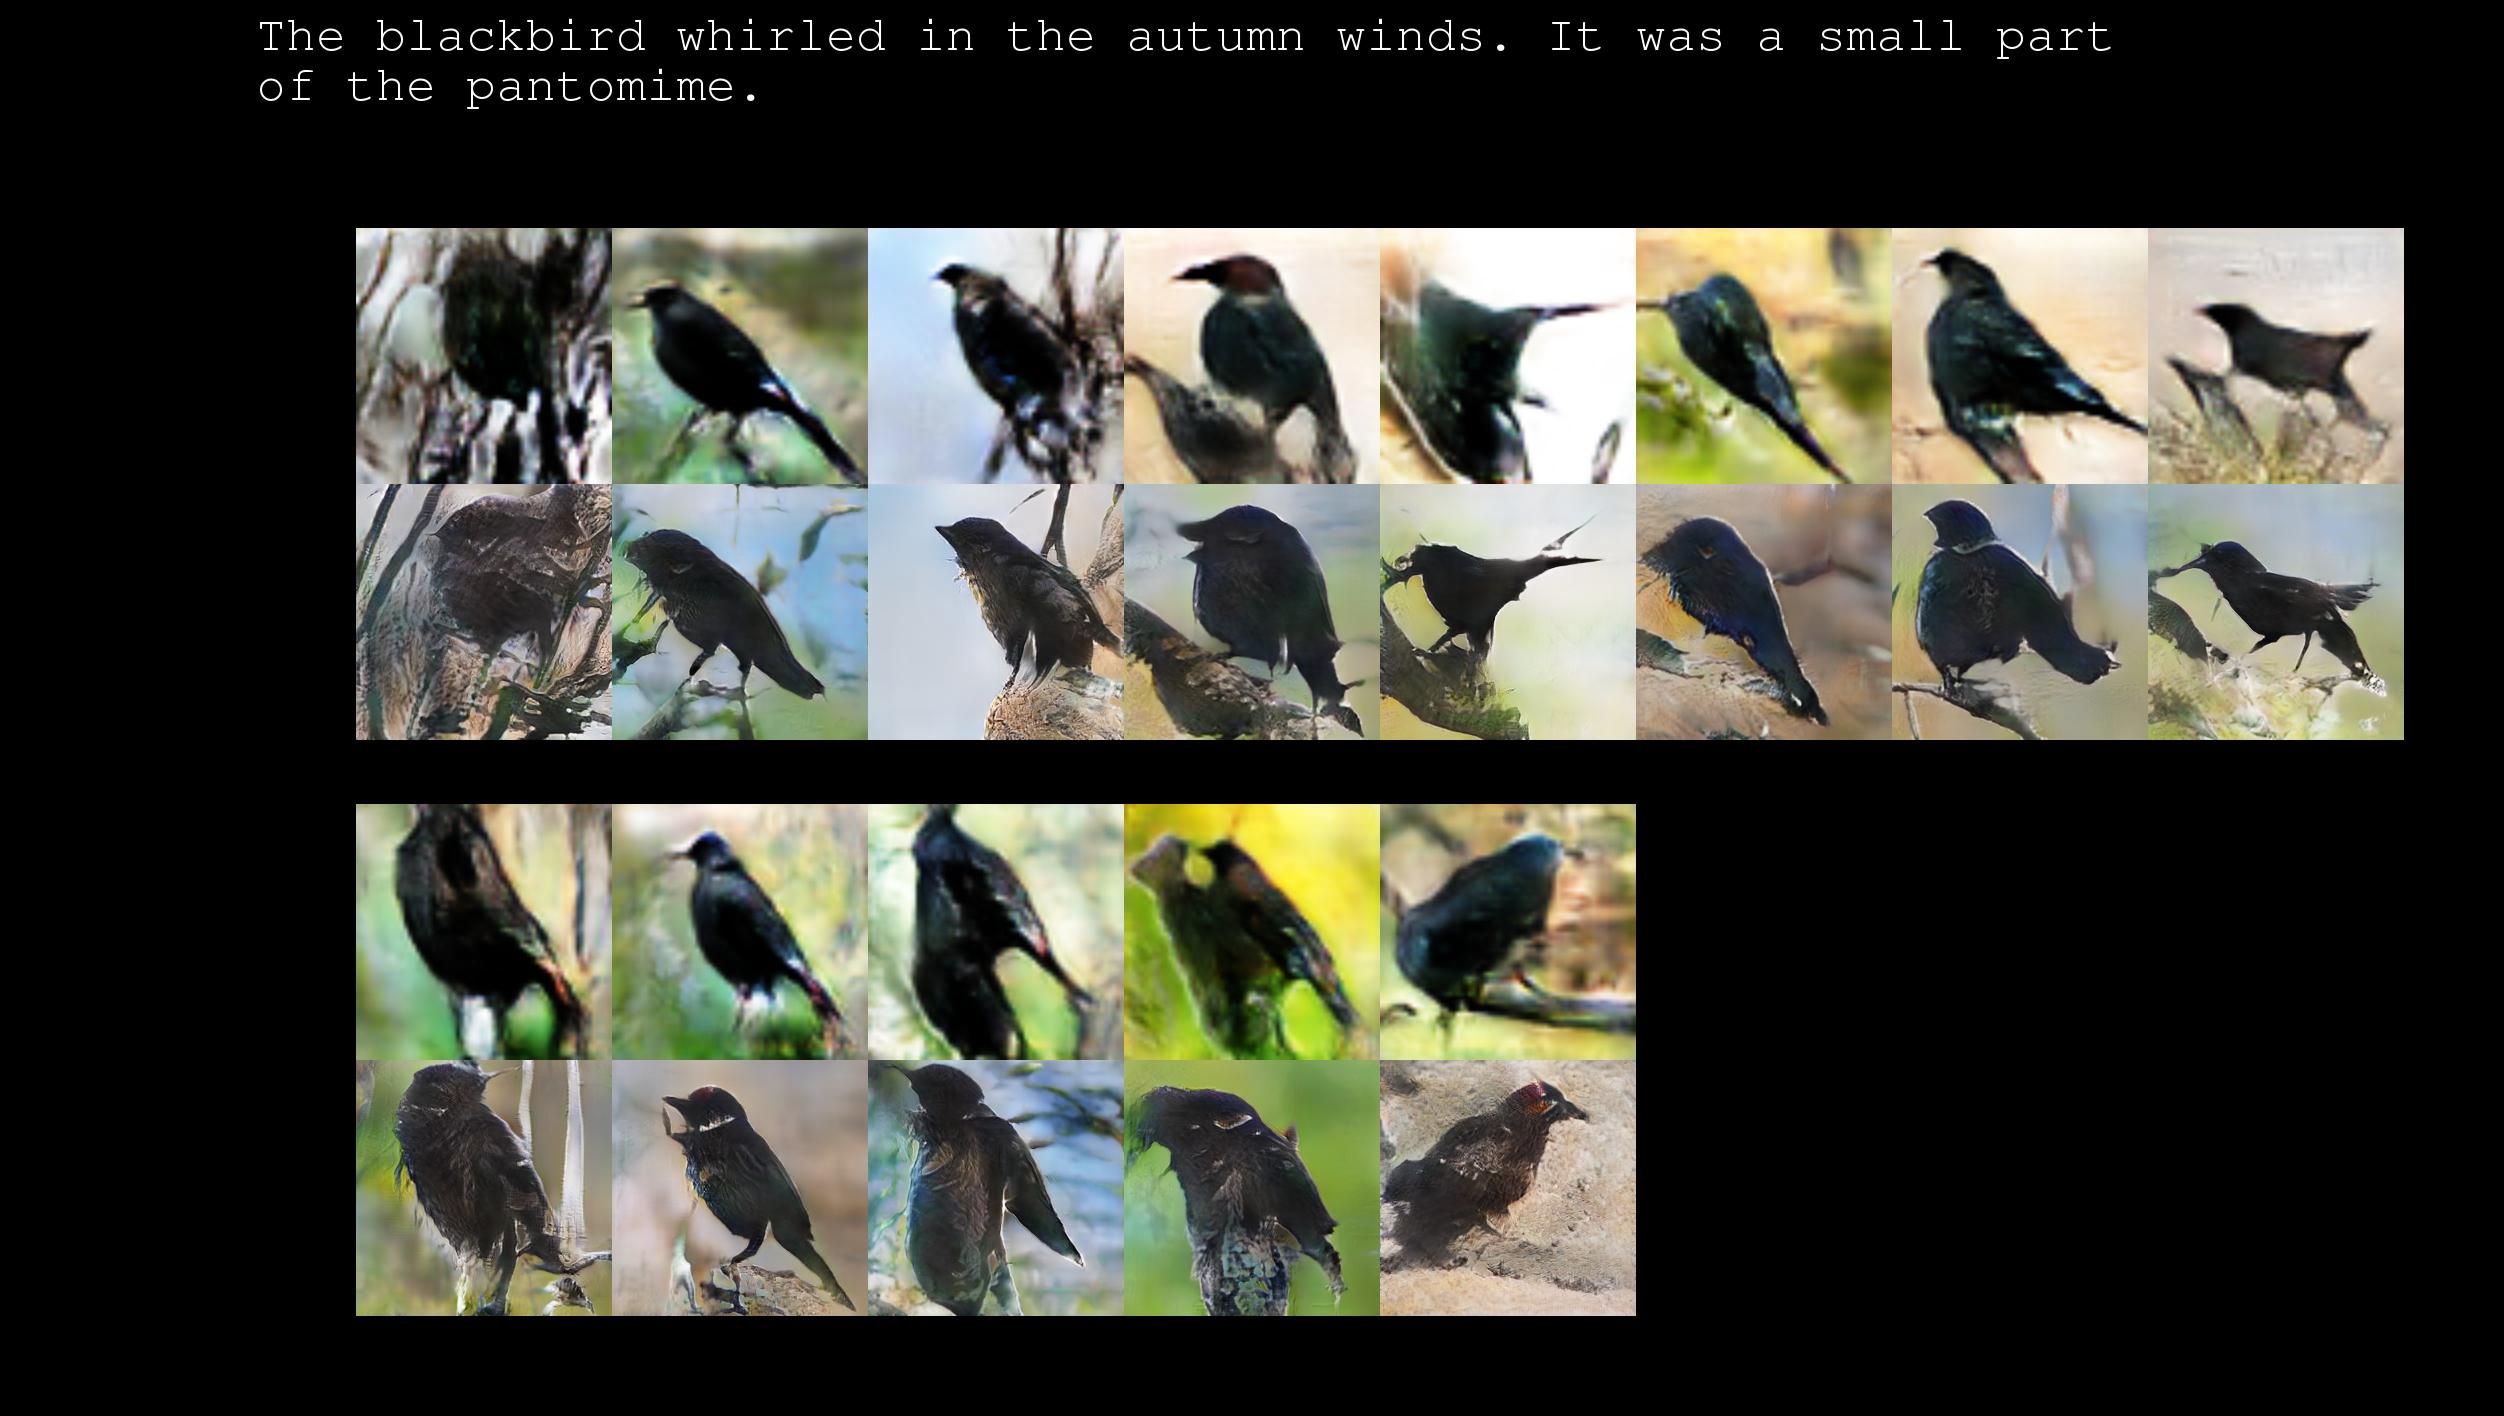 The blackbird whirled in the autumn winds. It was a small part
of the pantomime.